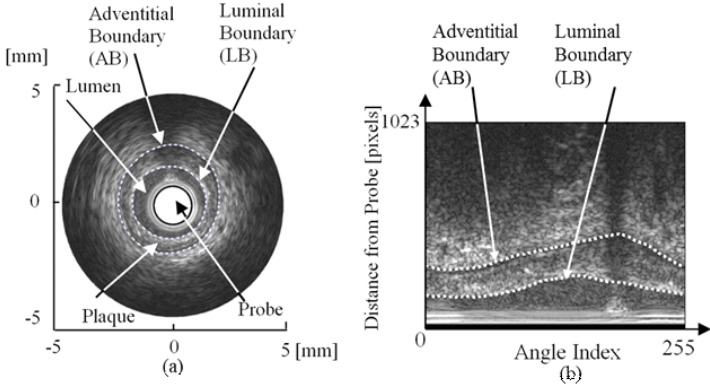 Adventitial
Boundary
(AB)
Luminal
Boundary
(LB)
[mm]
5
Lumen
0
Plaque
Probe
-5
-5
0
5 [mm]
(a)
Adventitial
Boundary
(AB)
Luminal
Boundary
(LB)
1023
Distance from Probe [pixels]
0
Angle Index
255
(b)